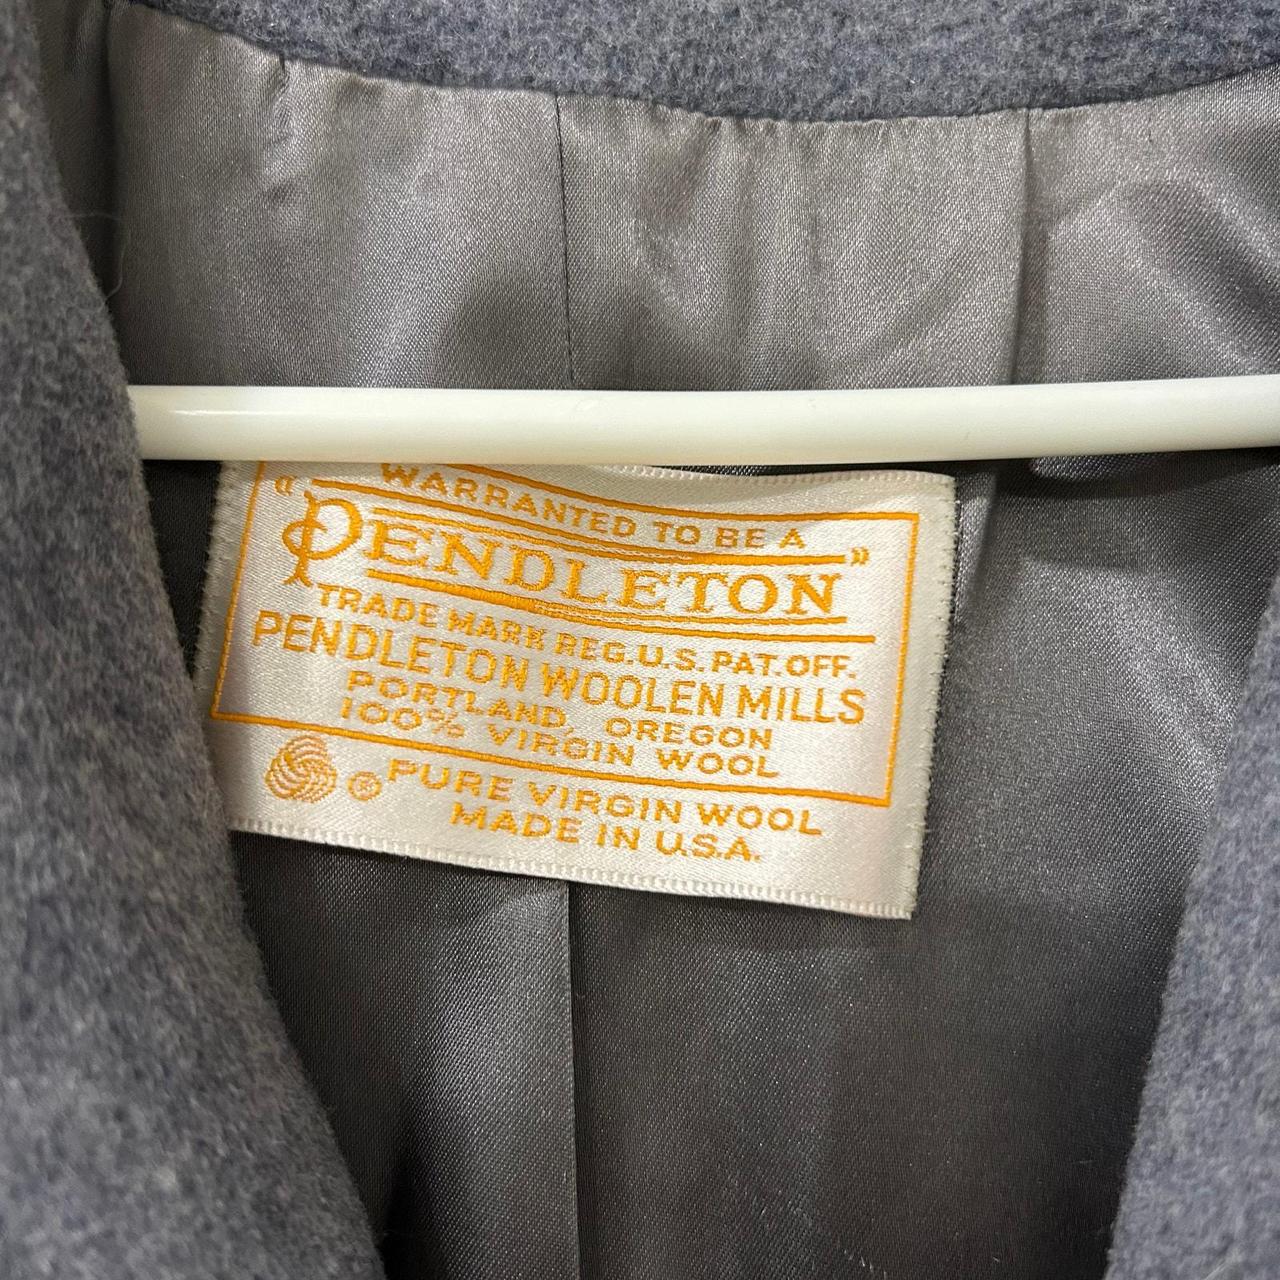 WARRANTED TO BE A
"PENDLETON"
TRADE MARK REG.U.S.PAT.OFF.
PENDLETON WOOLEN MILLS
PORTLAND, OREGON
100% VIRGIN WOOL
® PURE VIRGIN WOOL
MADE IN U.S.A.